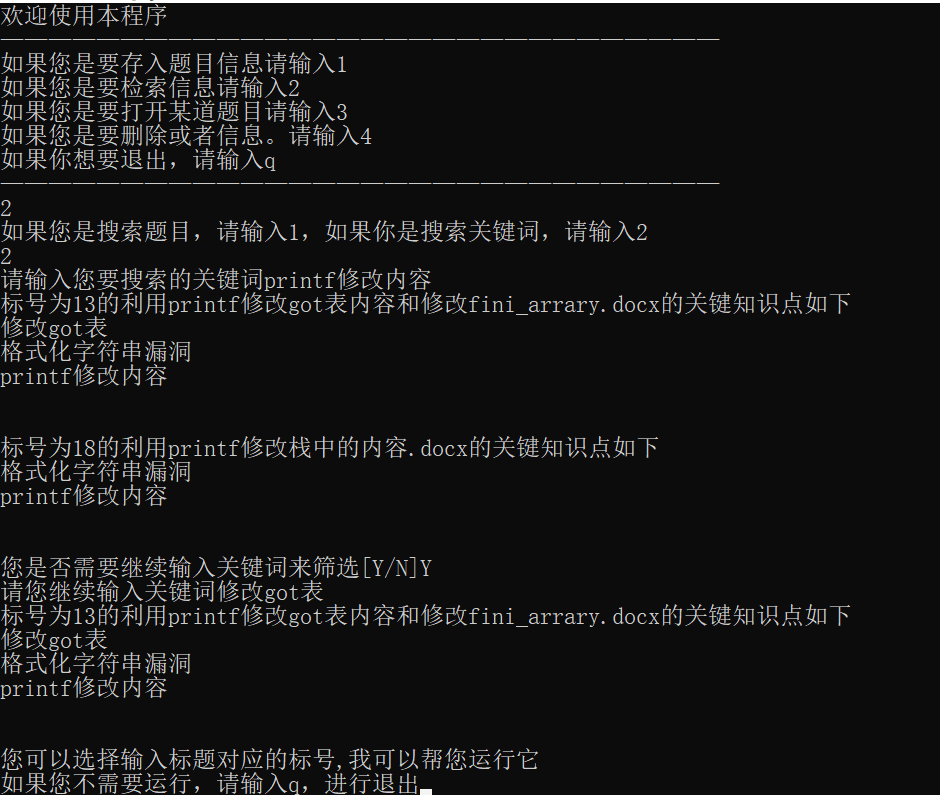 欢迎使用本程序
——————————————————————————————
如果您是要存入题目信息请输入1
如果您是要检索信息请输入2
如果您是要打开某道题目请输入3
如果您是要删除或者信息。请输入4
如果你想要退出，请输入q
——————————————————————————————
2
如果您是搜索题目，请输入1，如果你是搜索关键词，请输入2
2
请输入您要搜索的关键词printf修改内容
标号为13的利用printf修改got表内容和修改fini_arrary.docx的关键知识点如下
修改got表
格式化字符串漏洞
printf修改内容
标号为18的利用printf修改栈中的内容.docx的关键知识点如下
格式化字符串漏洞
printf修改内容
您是否需要继续输入关键词来筛选[Y/N]Y
请您继续输入关键词修改got表
标号为13的利用printf修改got表内容和修改fini_arrary.docx的关键知识点如下
修改got表
格式化字符串漏洞
printf修改内容
您可以选择输入标题对应的标号,我可以帮您运行它
如果您不需要运行，请输入q，进行退出